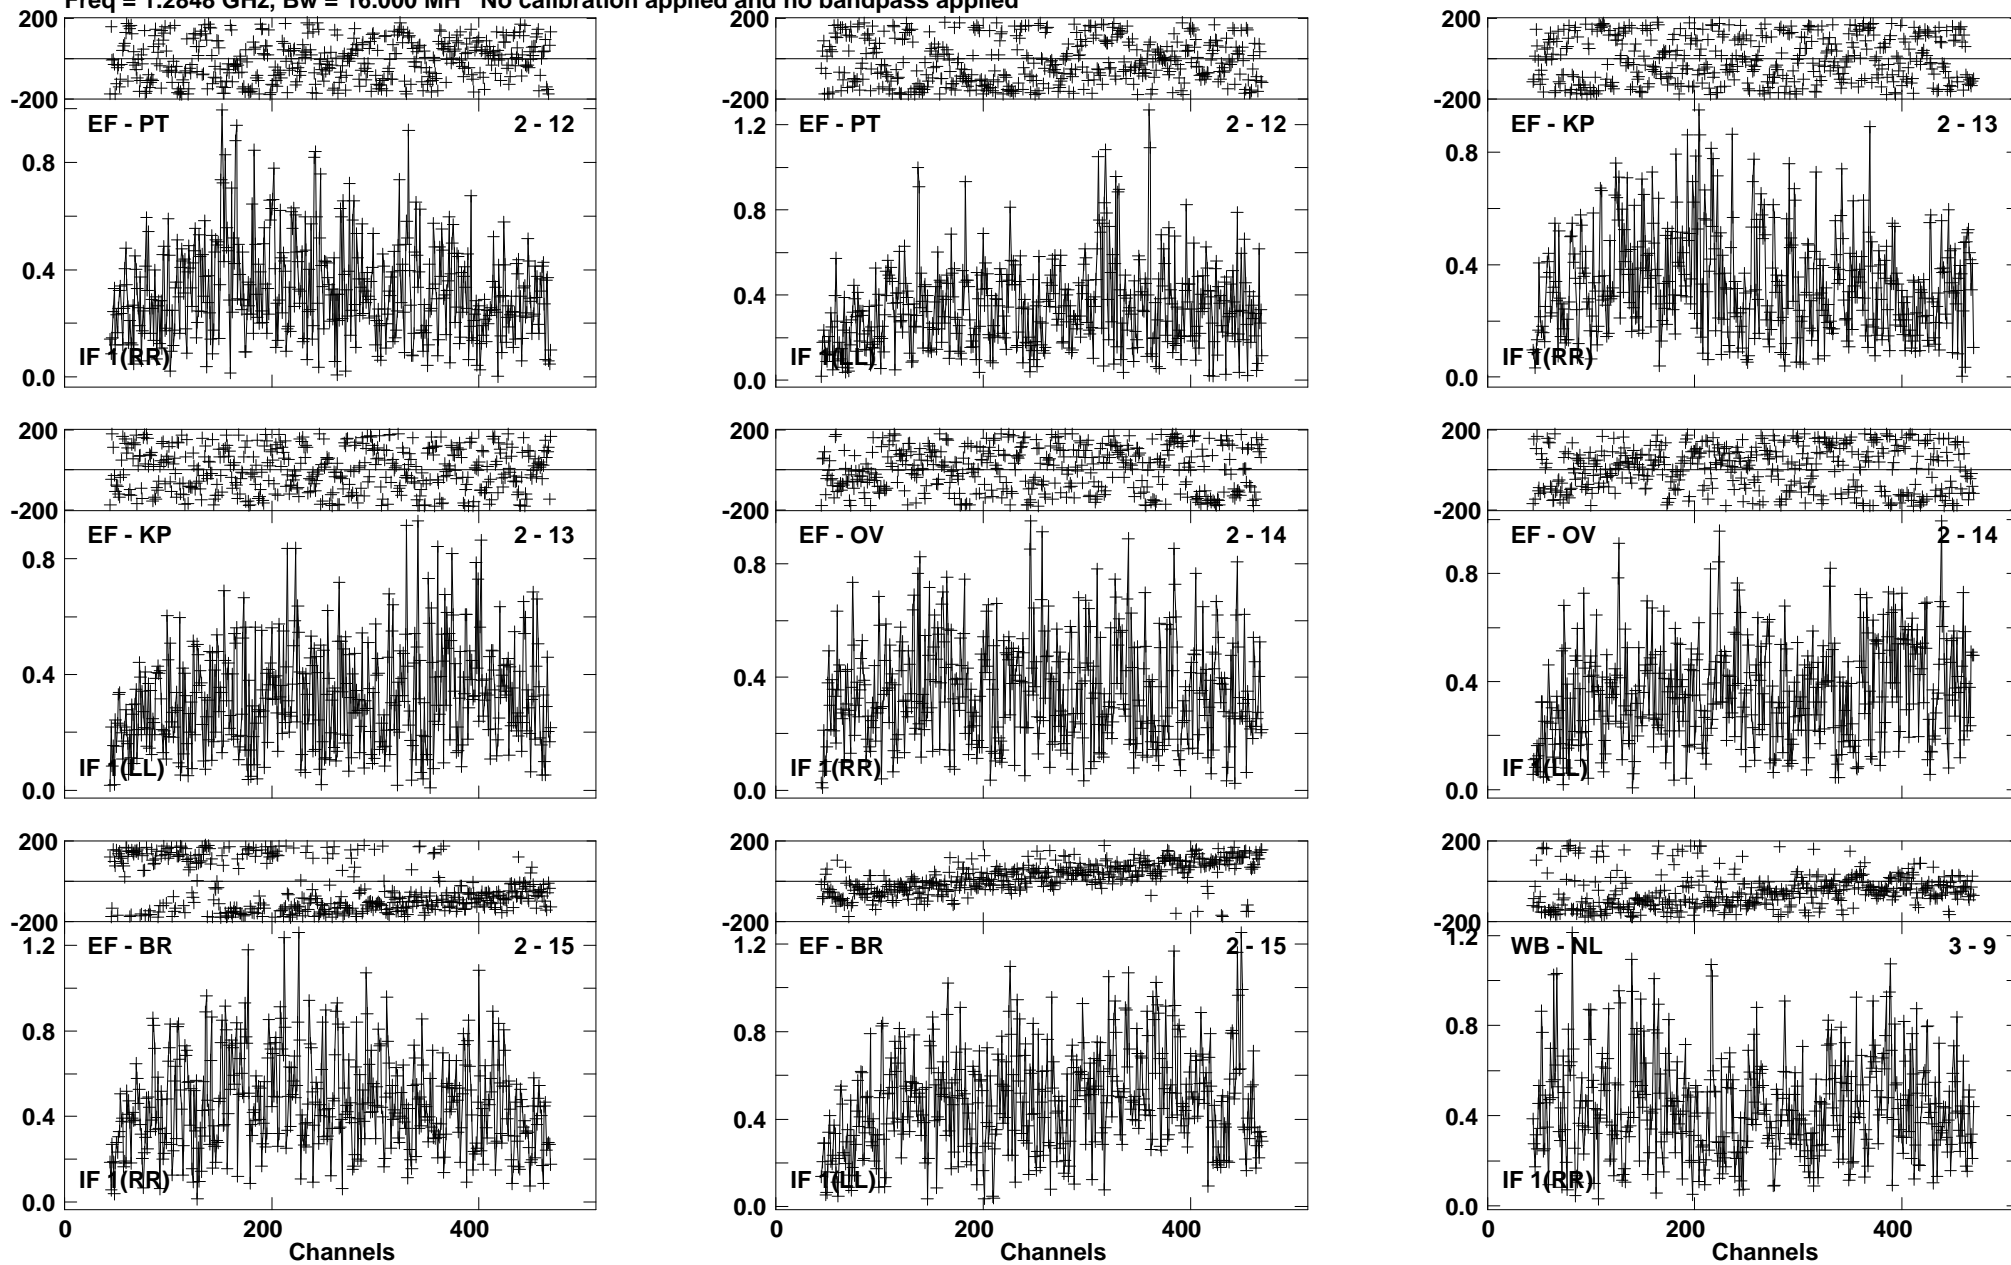 Freq = 1.2848 GHz, Bw = 16.000 MH No calibration applied and no bandpass applied
200
-200
EF - PT 2 - 12
0.8
0.4
0.0
IF 1(RR)
200
-200
EF - PT 2 - 12
1.2
0.8
0.4
0.0
IF 1(LL)
200
-200
EF - KP 2 - 13
0.8
0.4
0.0
IF 1(RR)
200
-200
EF - KP 2 - 13
0.8
0.4
0.0
IF 1(LL)
200
-200
EF - OV 2 - 14
0.8
0.4
0.0
IF 1(RR)
200
-200
EF - OV 2 - 14
0.8
0.4
0.0
IF 1(LL)
200
-200
EF - BR 2 - 15
1.2
0.8
0.4
0.0
IF 1(RR)
0 200 400
Channels
200
-200
EF - BR 2 - 15
1.2
0.8
0.4
0.0
IF 1(LL)
200 400
200
-200
WB - NL 3 - 9
1.2
0.8
0.4
0.0
IF 1(RR)
0 200 400
Channels